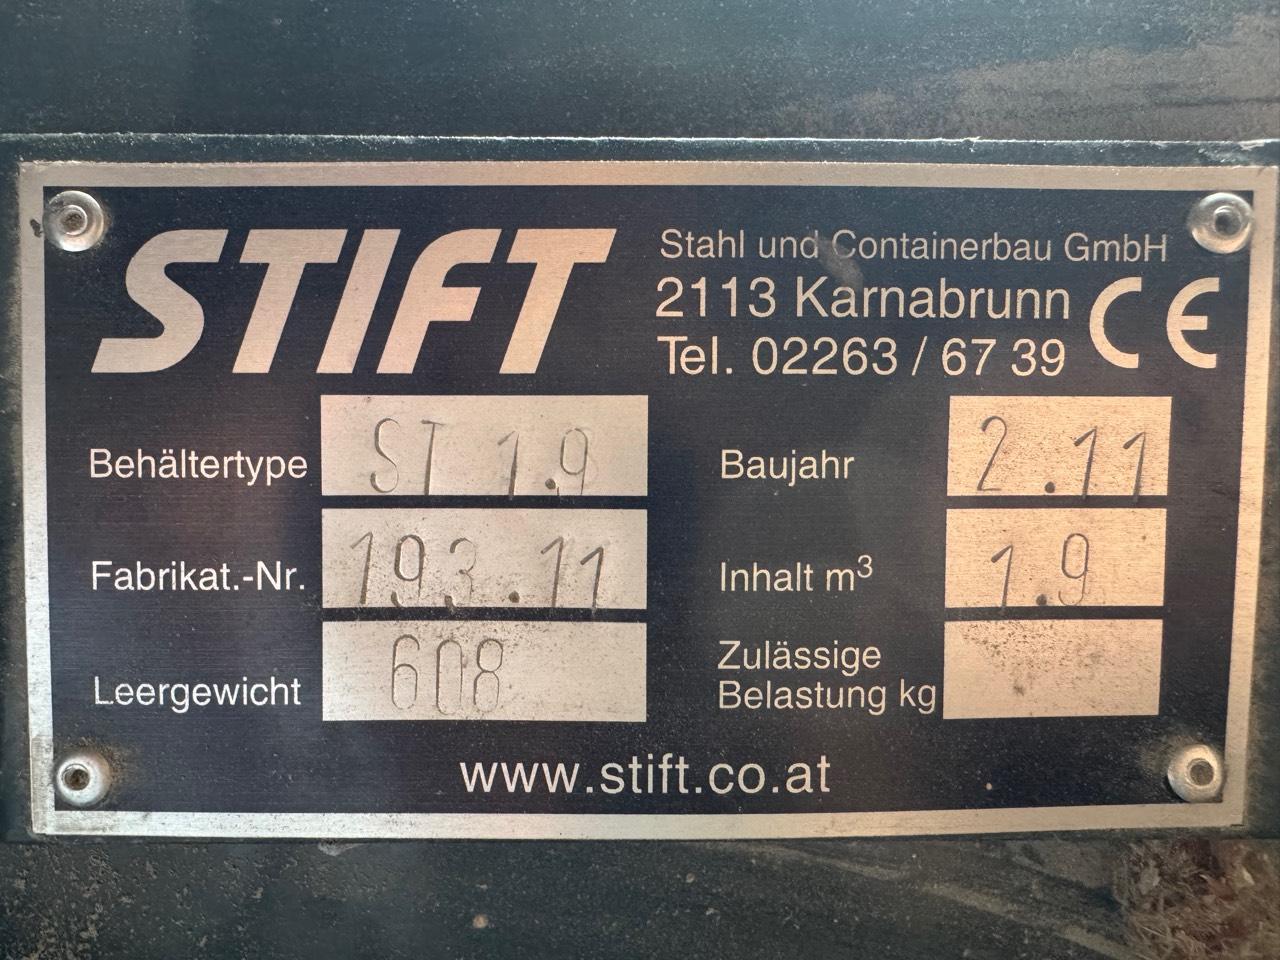 STIFT
Stahl und Containerbau GmbH
2113 Karnabrunn
Tel. 02263 / 67 39
CE
Behältertype ST 1.9
Baujahr 2.11
Fabrikat.-Nr. 193.11
Inhalt m³ 1.9
Leergewicht 608
Zulässige
Belastung kg
www.stift.co.at